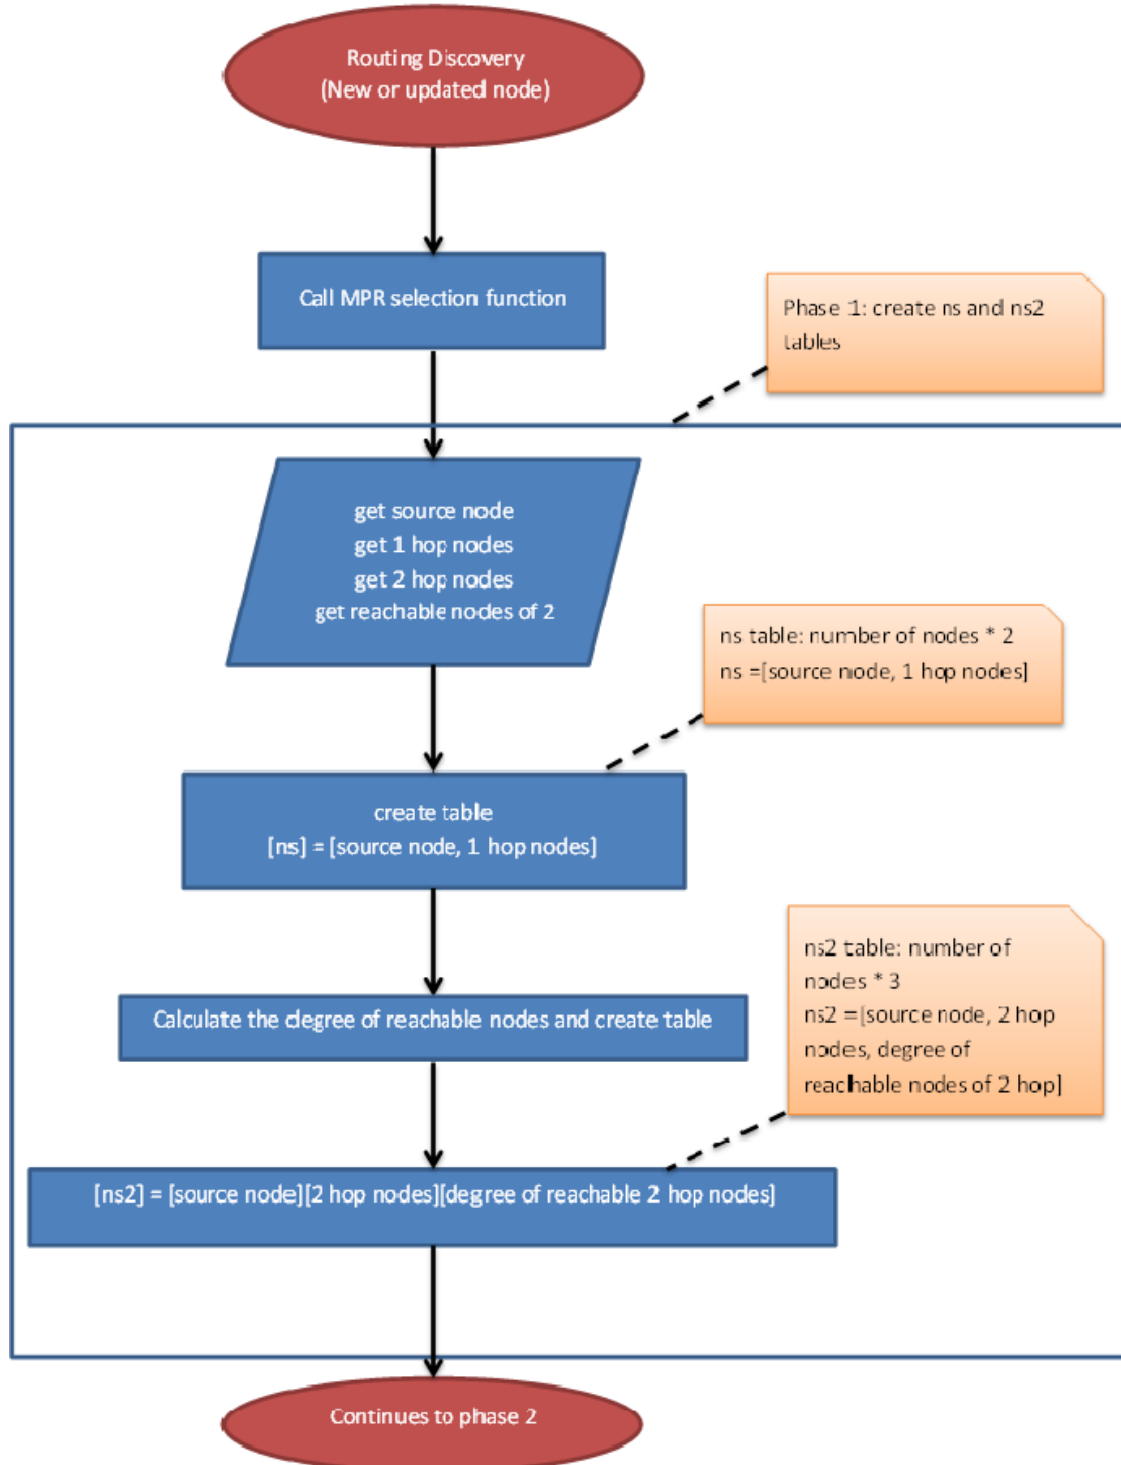 Routing Discovery
(New or updated node)
Call MPR selection function
Phase 1: create ns and ns2
tables
get source node
get 1 hop nodes
get 2 hop nodes
get reachable nodes of 2
ns table: number of nodes * 2
ns =[source node, 1 hop nodes]
create table
[ns] = [source node, 1 hop nodes]
ns2 table: number of
nodes * 3
ns2 =[source node, 2 hop
nodes, degree of
reachable nodes of 2 hop]
Calculate the degree of reachable nodes and create table
[ns2] = [source node][2 hop nodes][degree of reachable 2 hop nodes]
Continues to phase 2